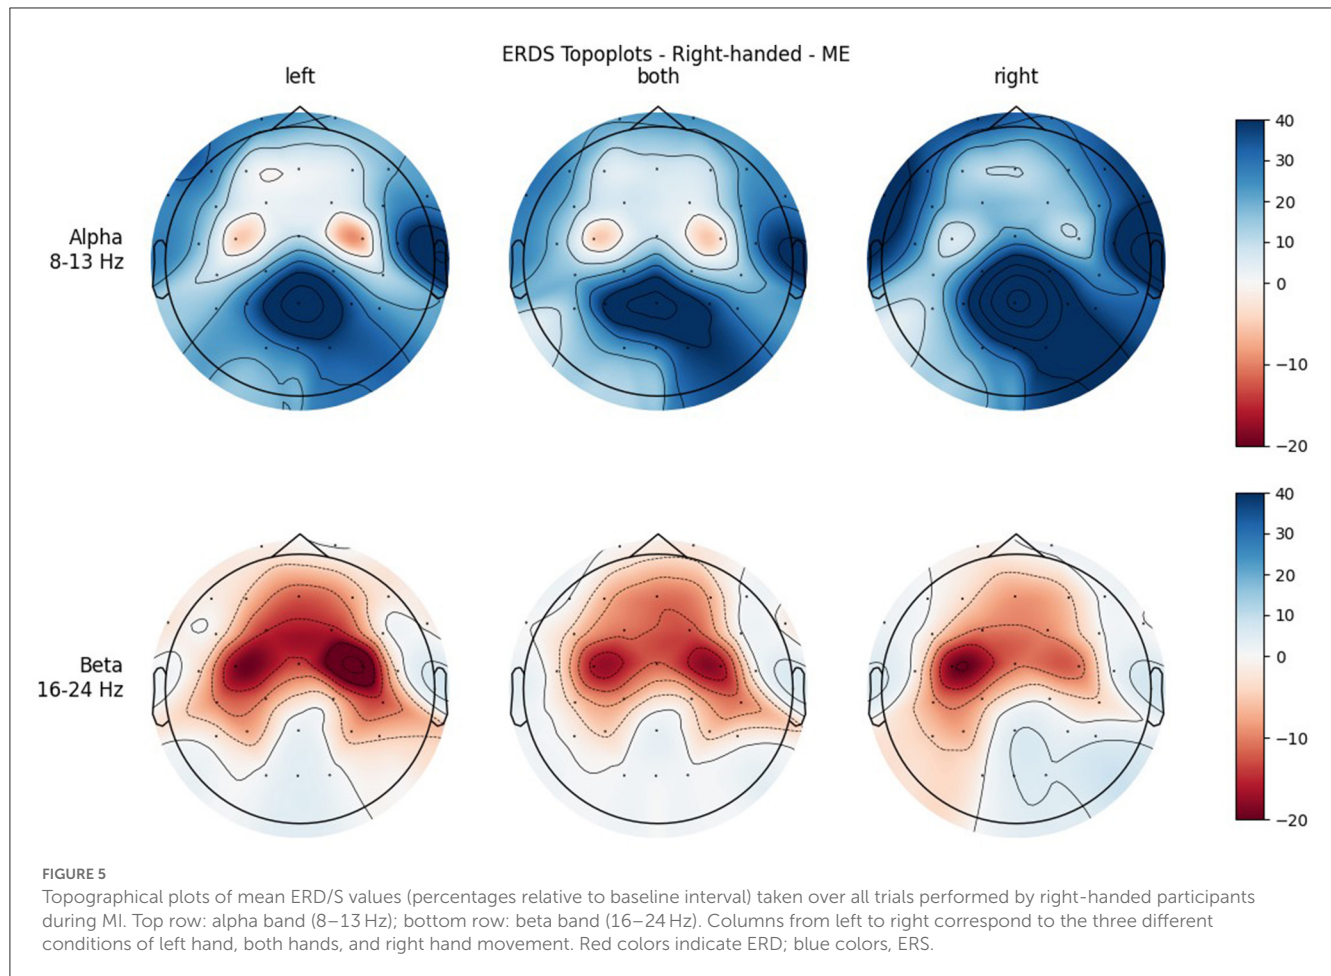 ERDS Topoplots - Right-handed - ME
left both right
Alpha
8-13 Hz
40
30
20
10
0
−10
−20
Beta
16-24 Hz
40
30
20
10
0
−10
−20
FIGURE 5
Topographical plots of mean ERD/S values (percentages relative to baseline interval) taken over all trials performed by right-handed participants
during MI. Top row: alpha band (8–13 Hz); bottom row: beta band (16–24 Hz). Columns from left to right correspond to the three different
conditions of left hand, both hands, and right hand movement. Red colors indicate ERD; blue colors, ERS.